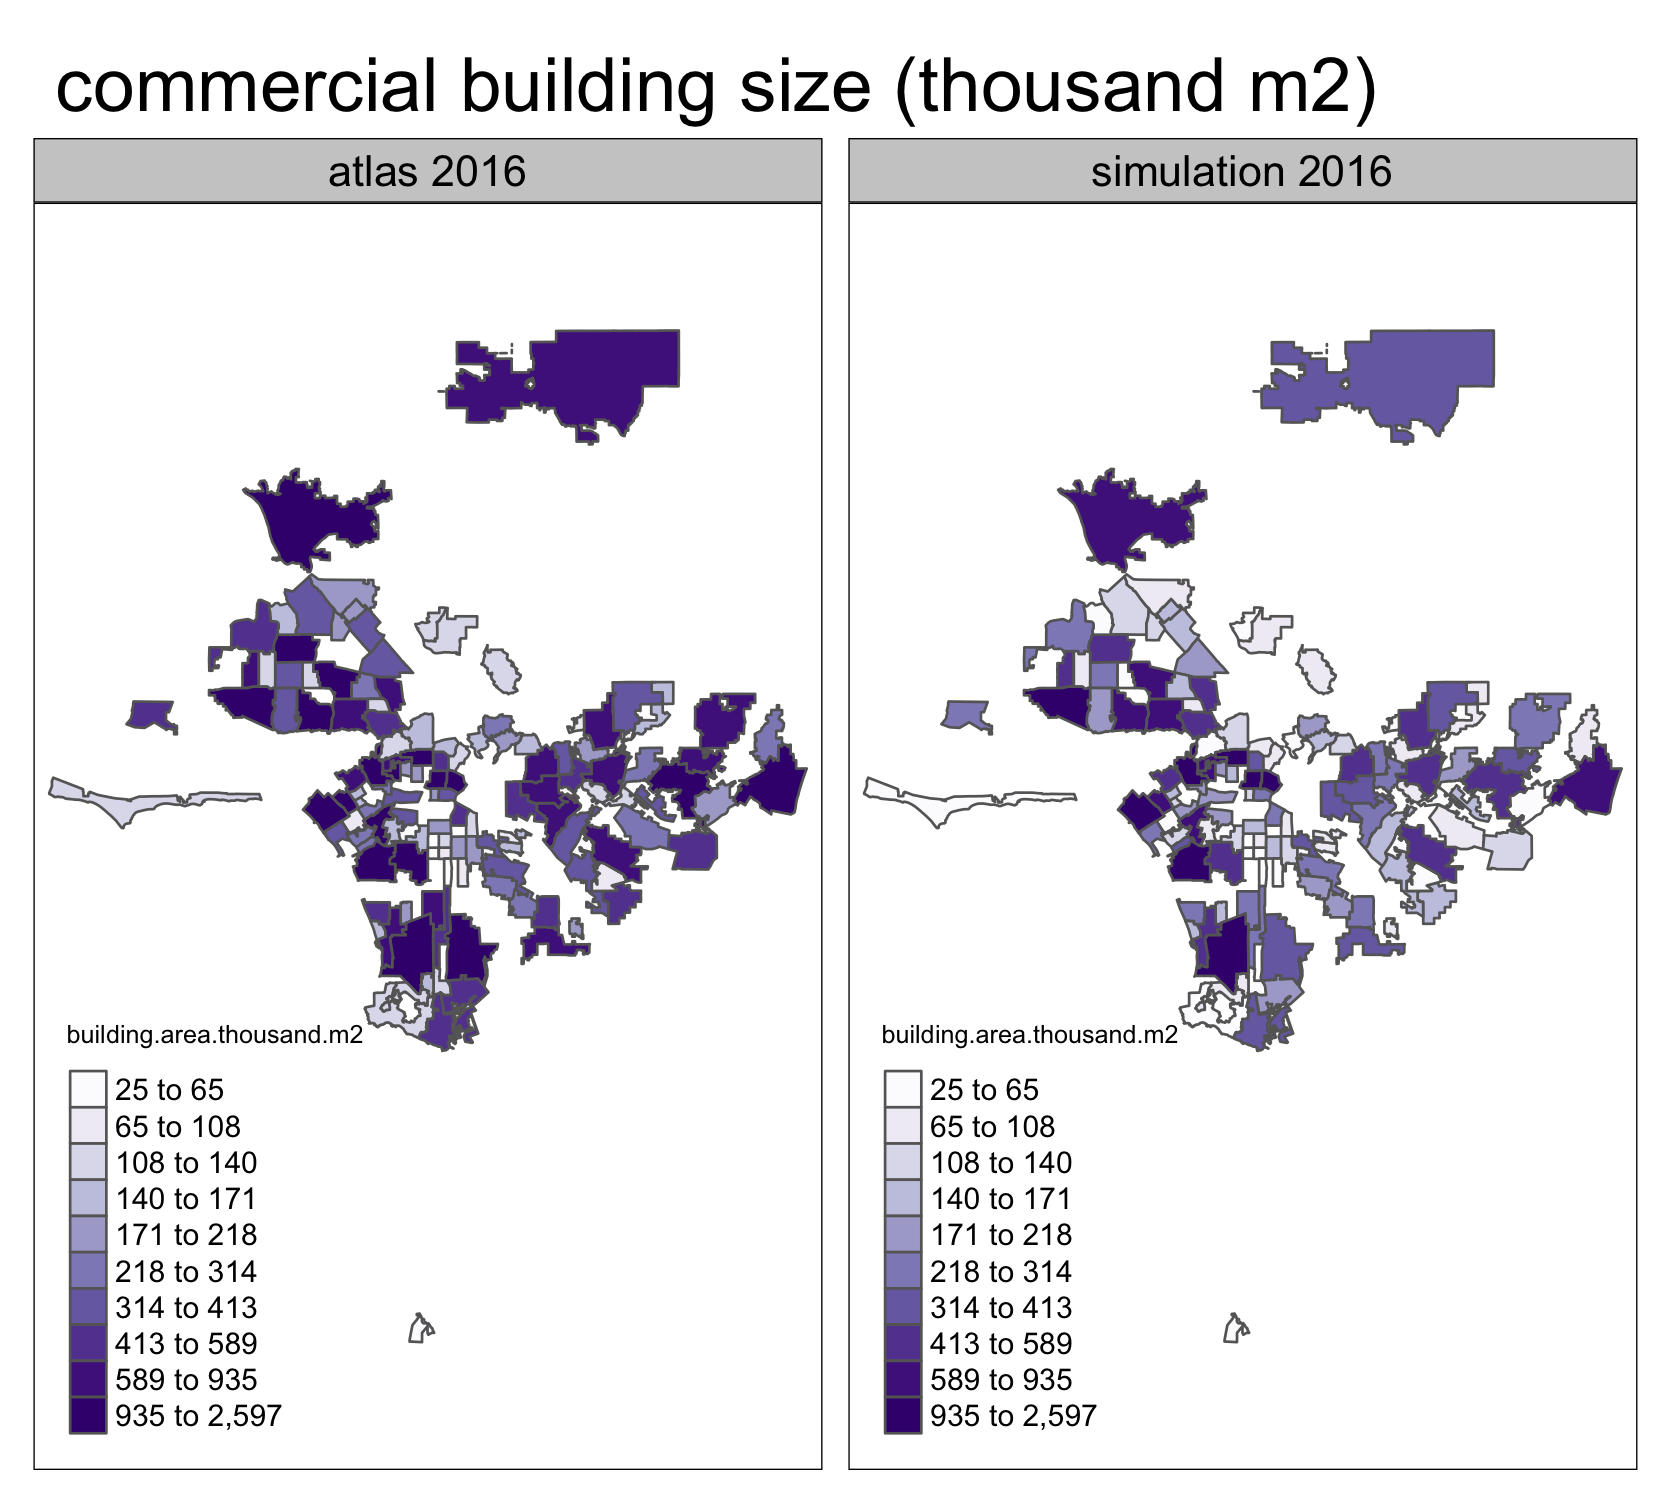 commercial building size (thousand m2)
atlas 2016
building.area.thousand.m2
25 to 65
65 to 108
108 to 140
140 to 171
171 to 218
218 to 314
314 to 413
413 to 589
589 to 935
935 to 2,597
simulation 2016
building.area.thousand.m2
25 to 65
65 to 108
108 to 140
140 to 171
171 to 218
218 to 314
314 to 413
413 to 589
589 to 935
935 to 2,597